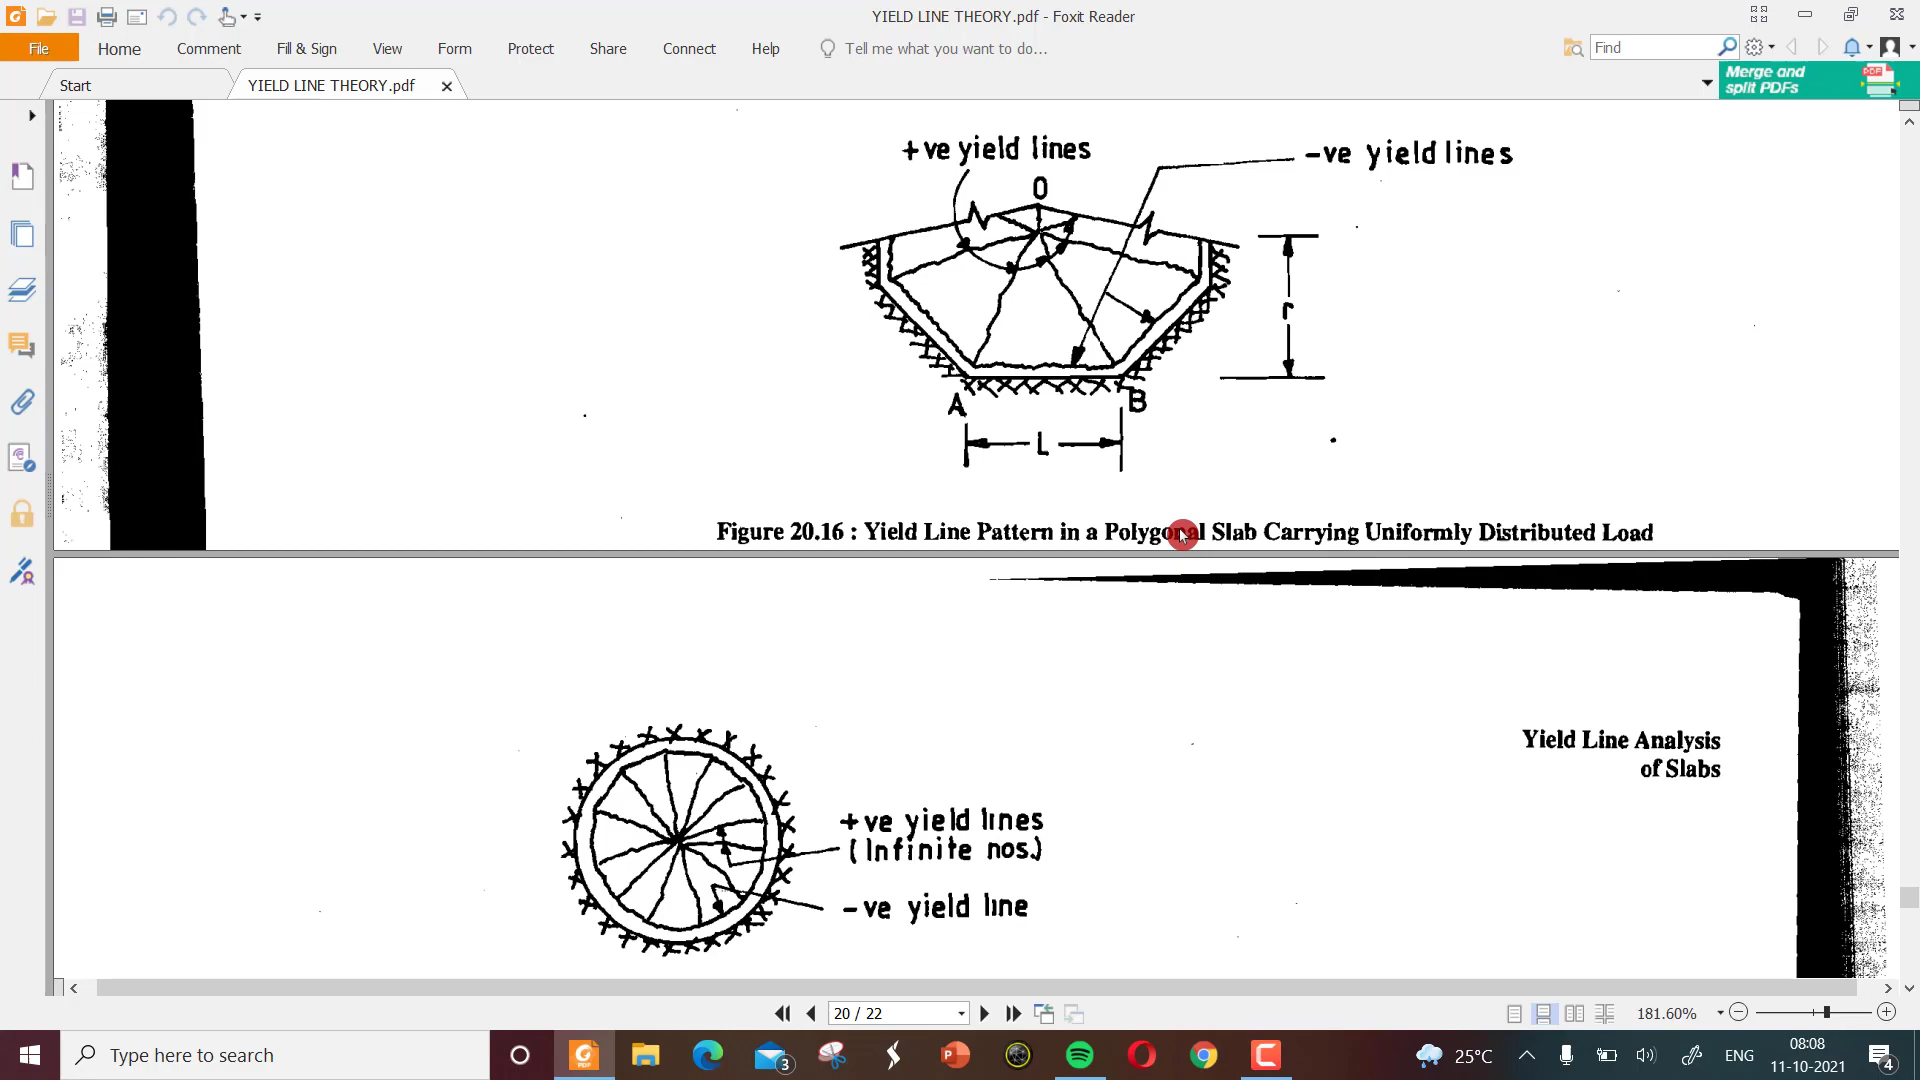 YIELD LINE THEORY.pdf - Foxit Reader
File Home Comment Fill & Sign View Form Protect Share Connect Help Tell me what you want to do... Find
Start YIELD LINE THEORY.pdf
Merge and
split PDFs
PDF
+ve yield lines
-ve yield lines
O
r
A
B
L
Figure 20.16 : Yield Line Pattern in a Polygonal Slab Carrying Uniformly Distributed Load
Yield Line Analysis
of Slabs
+ve yield lines
(Infinite nos.)
-ve yield line
20 / 22
181.60%
Type here to search
3
25°C
ENG
08:08
11-10-2021
4